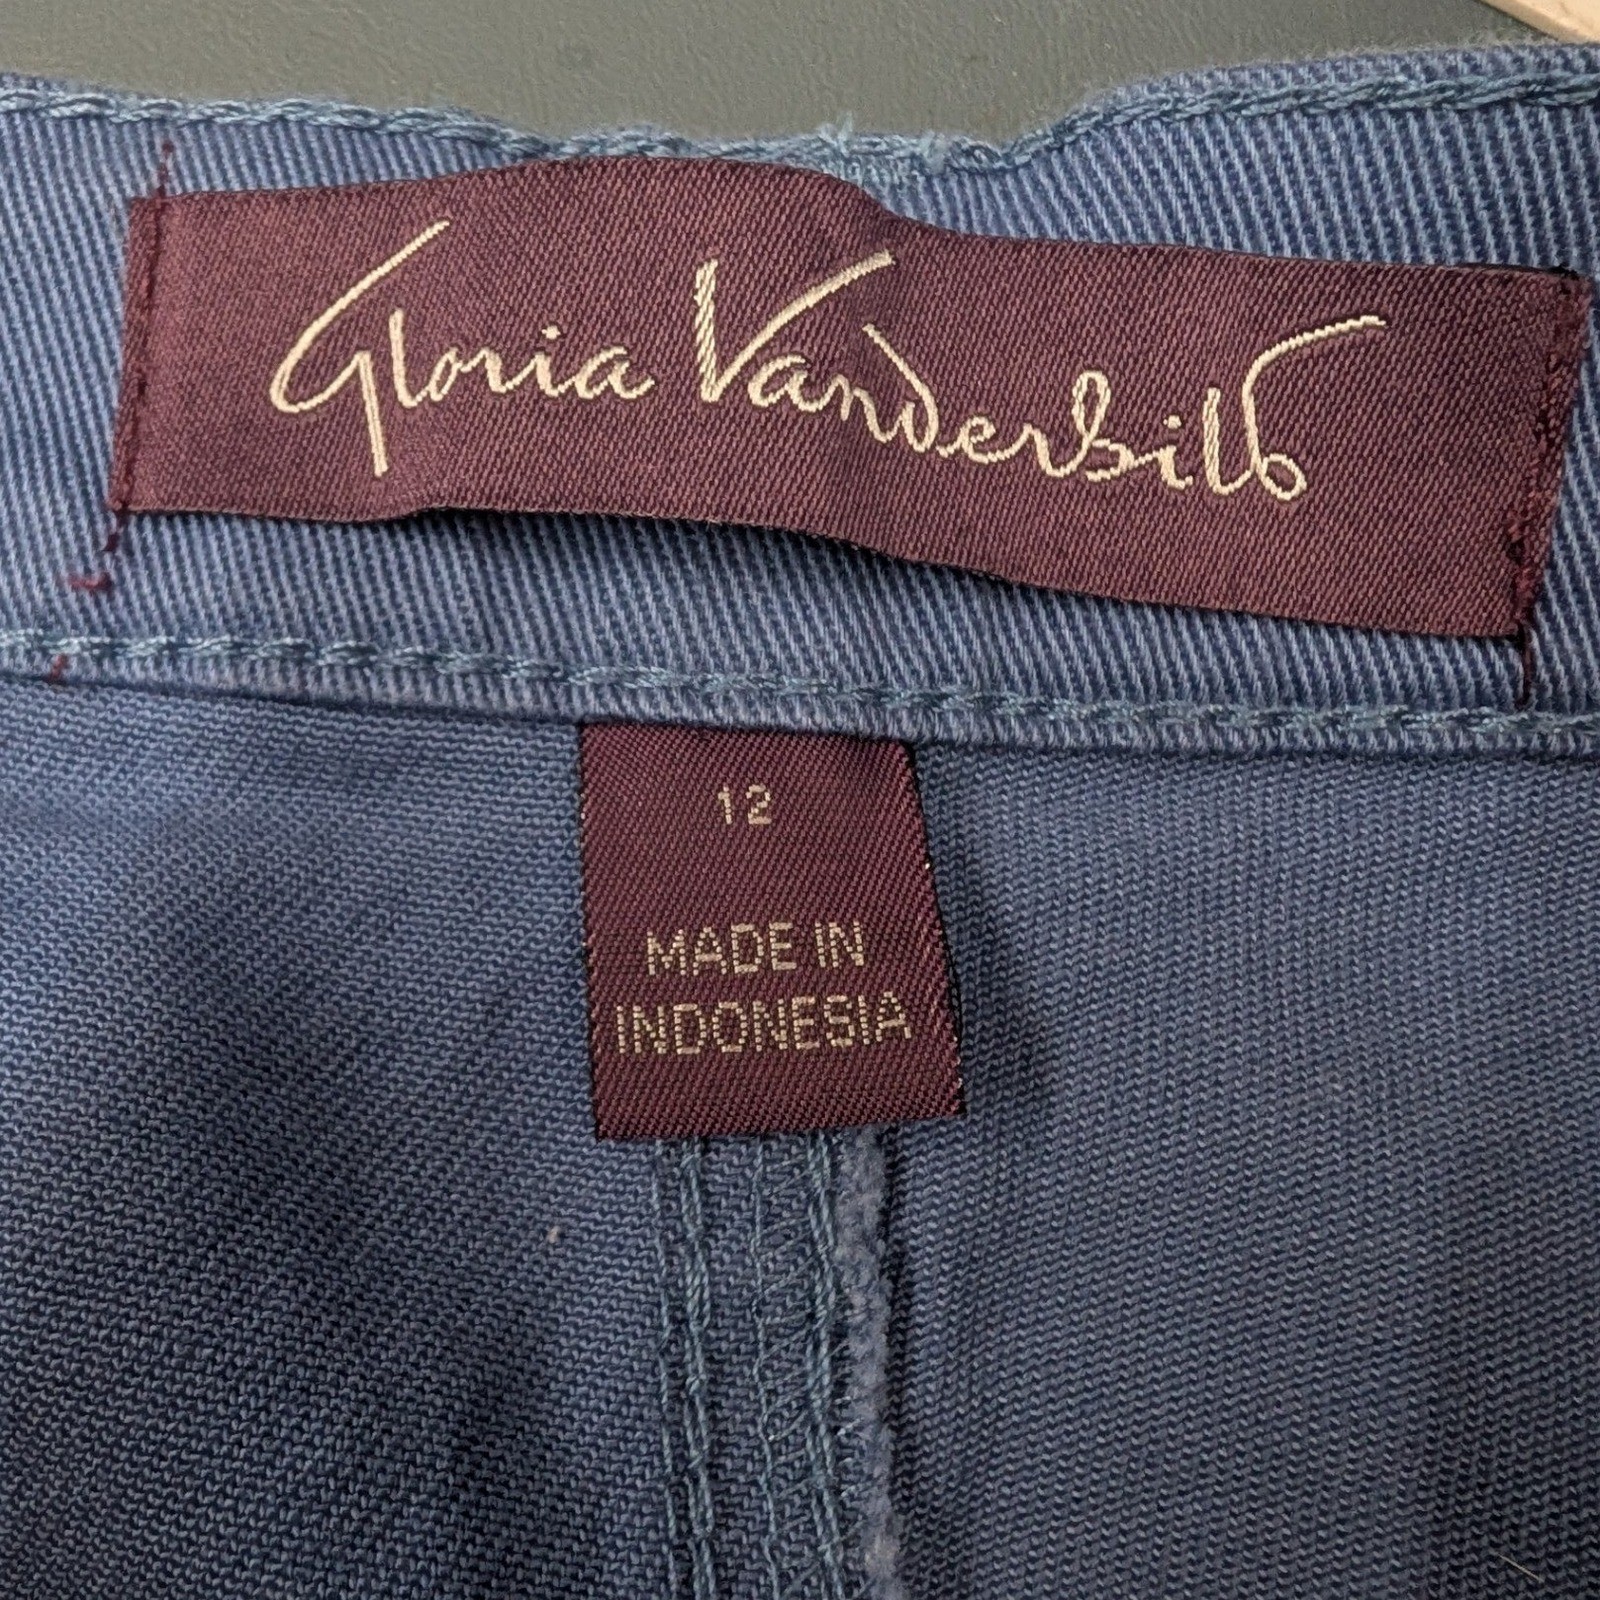 Gloria Vanderbilt
12
MADE IN
INDONESIA